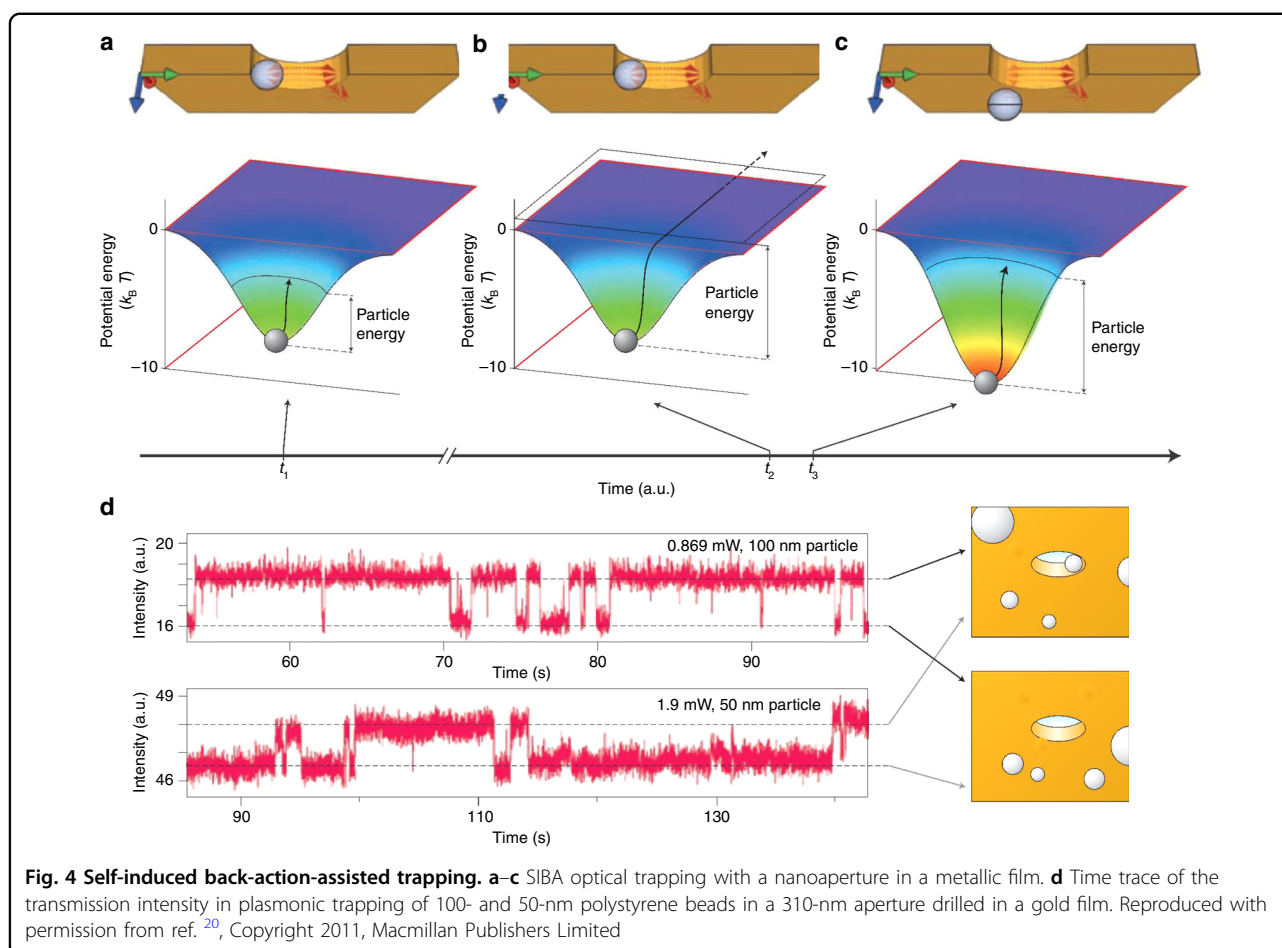 a
b
c
0
Potential energy
(k_B T)
−10
Particle
energy
0
Potential energy
(k_B T)
−10
Particle
energy
0
Potential energy
(k_B T)
−10
Particle
energy
t1
t2
t3
Time (a.u.)
d
20
Intensity (a.u.)
16
0.869 mW, 100 nm particle
60
70
80
90
Time (s)
49
Intensity (a.u.)
46
1.9 mW, 50 nm particle
90
110
130
Time (s)
Fig. 4 Self-induced back-action-assisted trapping. a–c SIBA optical trapping with a nanoaperture in a metallic film. d Time trace of the
transmission intensity in plasmonic trapping of 100- and 50-nm polystyrene beads in a 310-nm aperture drilled in a gold film. Reproduced with
permission from ref. 20, Copyright 2011, Macmillan Publishers Limited